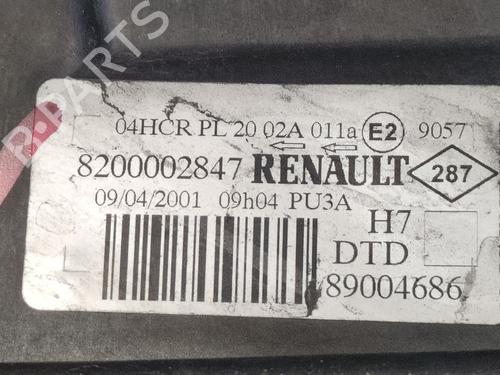 04HCR PL 20 02A 011a E2 9057
8200002847 RENAULT 287
09/04/2001 09h04 PU3A
H7
DTD
89004686
R-PARTS